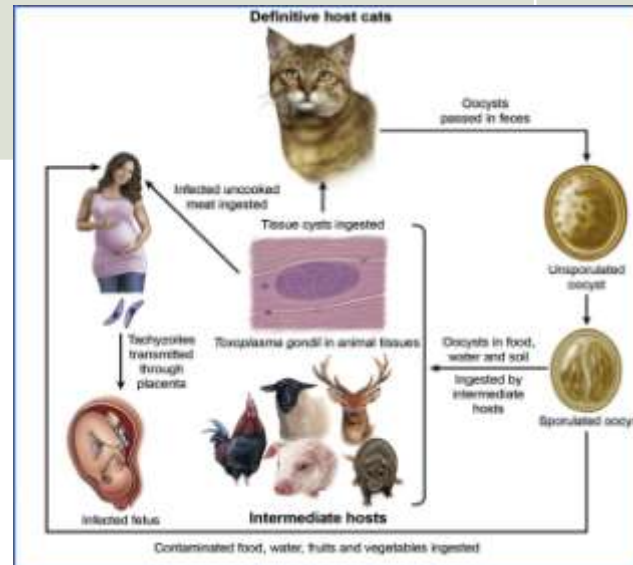 Definitive host cats
Oocysts
passed in feces
Infected uncooked
meat ingested
Tissue cysts ingested
Unsporulated
oocyst
Toxoplasma gondii in animal tissues
Tachyzoites
transmitted
through
placenta
Oocysts in food,
water and soil
Ingested by
intermediate
hosts
Sporulated oocyst
Infected fetus
Intermediate hosts
Contaminated food, water, fruits and vegetables ingested